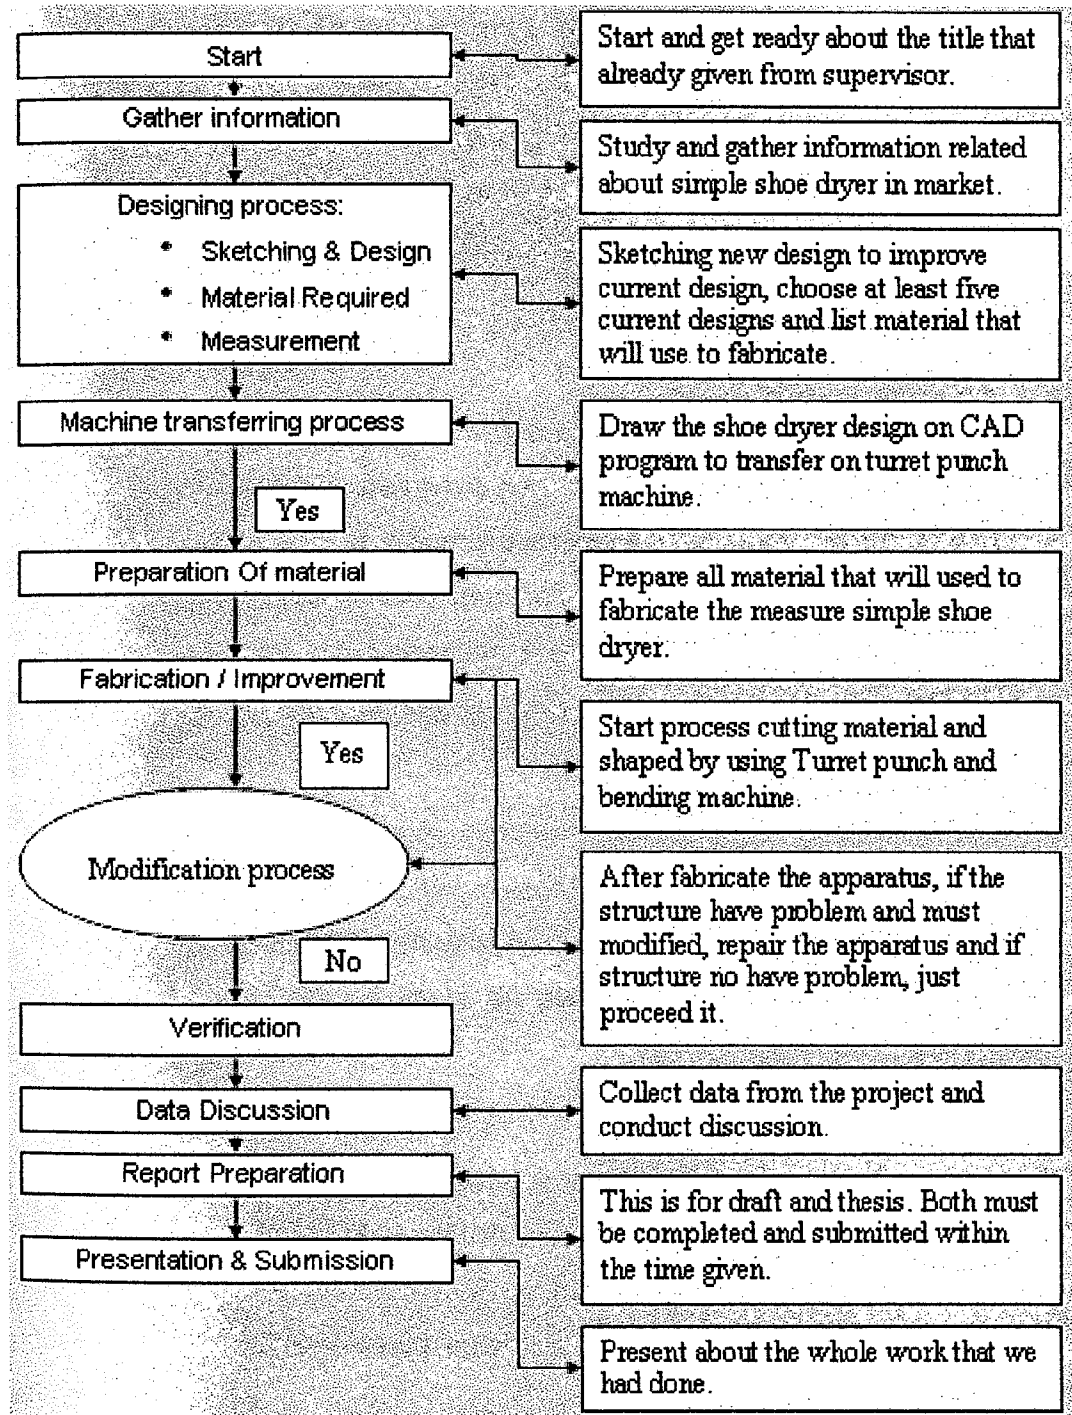 Start
Start and get ready about the title that
already given from supervisor.
Gather information
Study and gather information related
about simple shoe dryer in market.
Designing process:
• Sketching & Design
• Material Required
• Measurement
Sketching new design to improve
current design, choose at least five
current designs and list material that
will use to fabricate.
Machine transferring process
Draw the shoe dryer design on CAD
program to transfer on turret punch
machine.
Yes
Preparation Of material
Prepare all material that will used to
fabricate the measure simple shoe
dryer.
Fabrication / Improvement
Start process cutting material and
shaped by using Turret punch and
bending machine.
Yes
Modification process
After fabricate the apparatus, if the
structure have problem and must
modified, repair the apparatus and if
structure no have problem, just
proceed it.
No
Verification
Data Discussion
Collect data from the project and
conduct discussion.
Report Preparation
This is for draft and thesis. Both must
be completed and submitted within
the time given.
Presentation & Submission
Present about the whole work that we
had done.